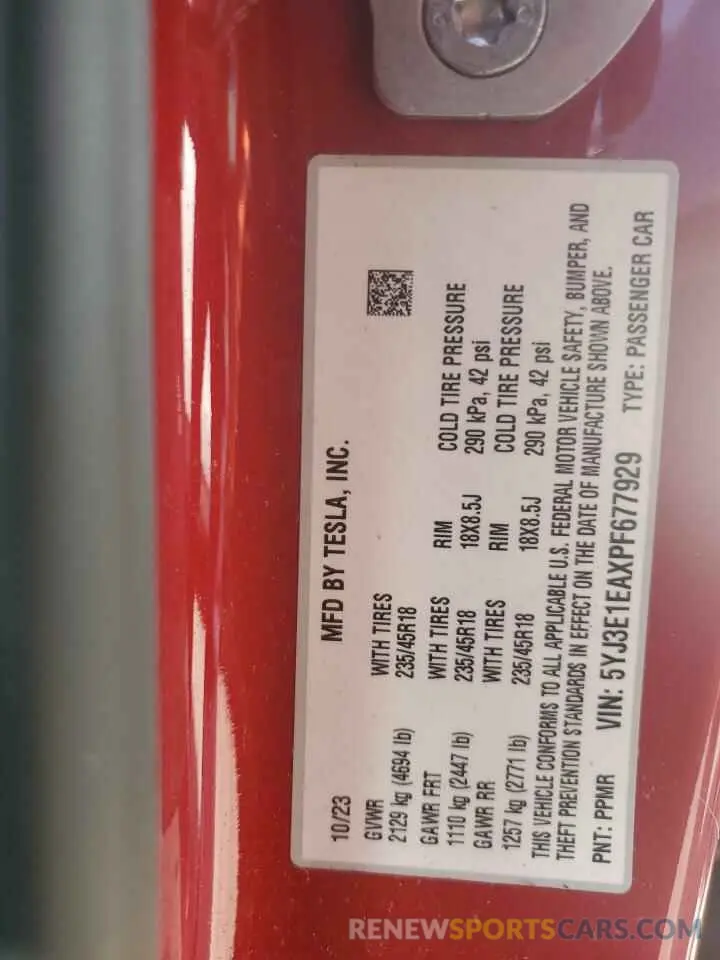 10/23 MFD BY TESLA, INC.
GVWR WITH TIRES
2129 kg (4694 lb) 235/45R18
GAWR FRT WITH TIRES RIM COLD TIRE PRESSURE
1110 kg (2447 lb) 235/45R18 18X8.5J 290 kPa, 42 psi
GAWR RR WITH TIRES RIM COLD TIRE PRESSURE
1257 kg (2771 lb) 235/45R18 18X8.5J 290 kPa, 42 psi
THIS VEHICLE CONFORMS TO ALL APPLICABLE U.S. FEDERAL MOTOR VEHICLE SAFETY, BUMPER, AND
THEFT PREVENTION STANDARDS IN EFFECT ON THE DATE OF MANUFACTURE SHOWN ABOVE.
PNT: PPMR VIN: 5YJ3E1EAXPF677929 TYPE: PASSENGER CAR
RENEWSPORTSCARS.COM